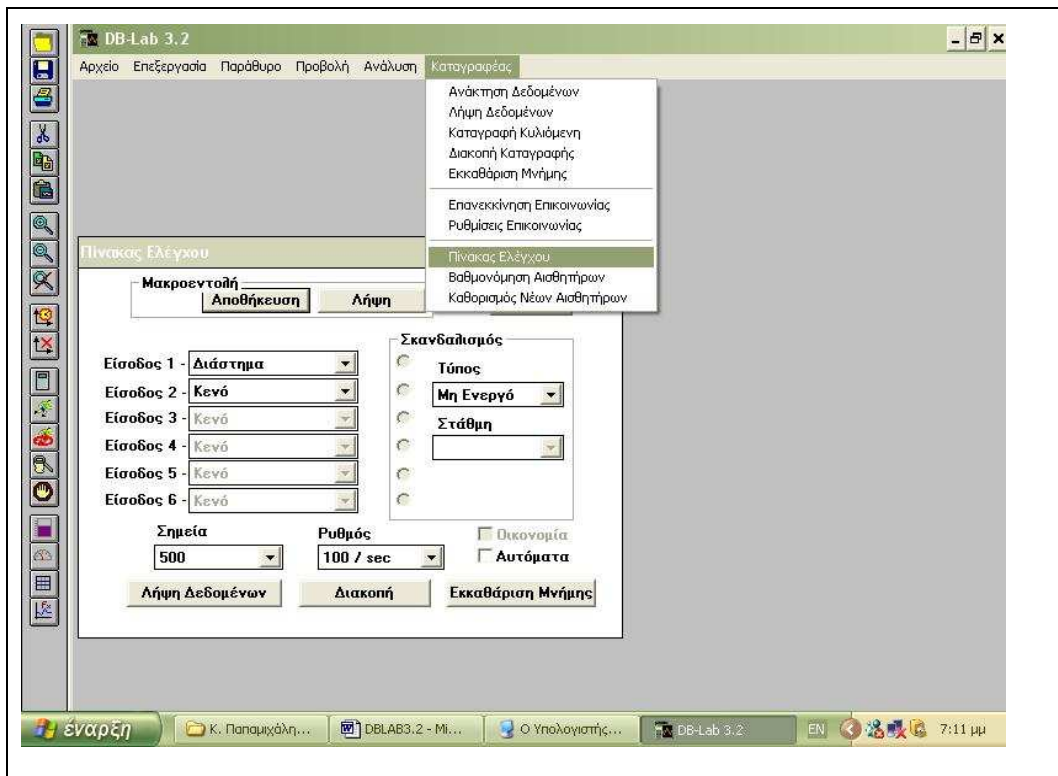 DB-Lab 3.2
Αρχείο Επεξεργασία Παράθυρο Προβολή Ανάλυση Καταγραφέας
Ανάκτηση Δεδομένων
Λήψη Δεδομένων
Καταγραφή Κυλιόμενη
Διακοπή Καταγραφής
Εκκαθάριση Μνήμης
Επανεκκίνηση Επικοινωνίας
Ρυθμίσεις Επικοινωνίας
Πίνακας Ελέγχου
Βαθμονόμηση Αισθητήρων
Καθορισμός Νέων Αισθητήρων
Πίνακας Ελέγχου
Μακροεντολή
Αποθήκευση Λήψη
Σκανδαλισμός
Είσοδος 1 - Διάστημα
Είσοδος 2 - Κενό
Είσοδος 3 - Κενό
Είσοδος 4 - Κενό
Είσοδος 5 - Κενό
Είσοδος 6 - Κενό
Τύπος
Μη Ενεργό
Στάθμη
Σημεία
500
Ρυθμός
100 / sec
Οικονομία
Αυτόματα
Λήψη Δεδομένων Διακοπή Εκκαθάριση Μνήμης
έναρξη Κ. Παπαμιχάλη... DBLAB3.2 - Mi... Ο Υπολογιστής... DB-Lab 3.2 EN 7:11 μμ